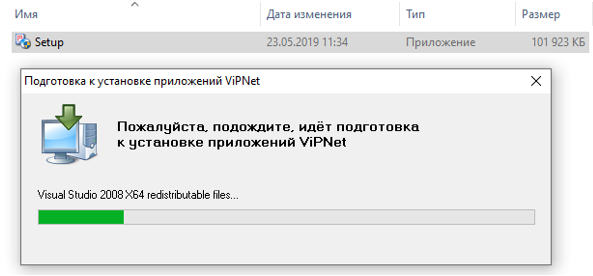 Имя Дата изменения Тип Размер
Setup 23.05.2019 11:34 Приложение 101 923 КБ
Подготовка к установке приложений ViPNet
Пожалуйста, подождите, идёт подготовка
к установке приложений ViPNet
Visual Studio 2008 X64 redistributable files...